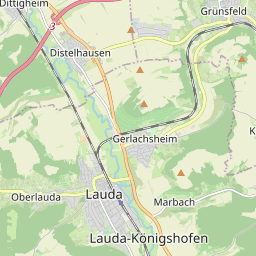 Dittigheim
Grünsfeld
3
Distelhausen
Gerlachsheim
Oberlauda
Lauda
Marbach
Lauda-Königshofen
K